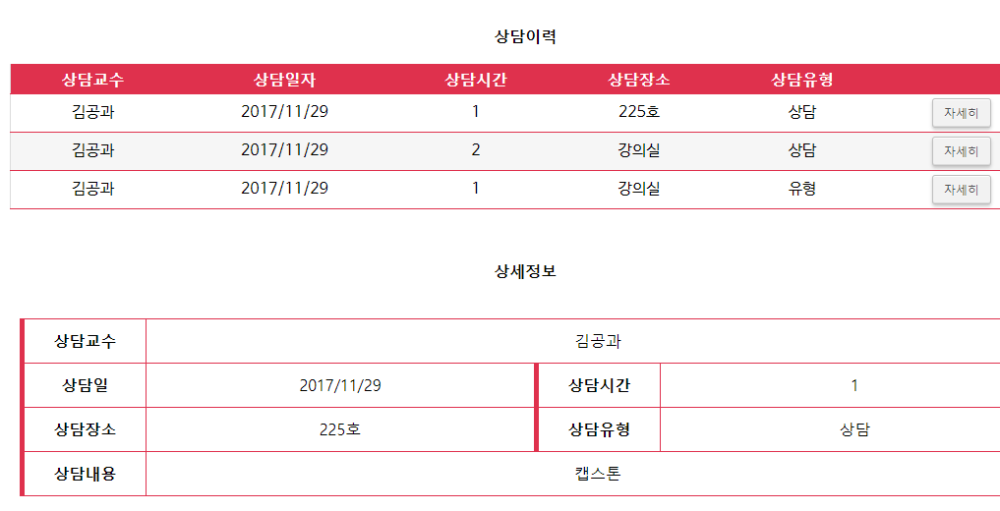 상담이력
상담교수 상담일자 상담시간 상담장소 상담유형
김공과 2017/11/29 1 225호 상담 자세히
김공과 2017/11/29 2 강의실 상담 자세히
김공과 2017/11/29 1 강의실 유형 자세히
상세정보
상담교수 김공과
상담일 2017/11/29 상담시간 1
상담장소 225호 상담유형 상담
상담내용 캡스톤